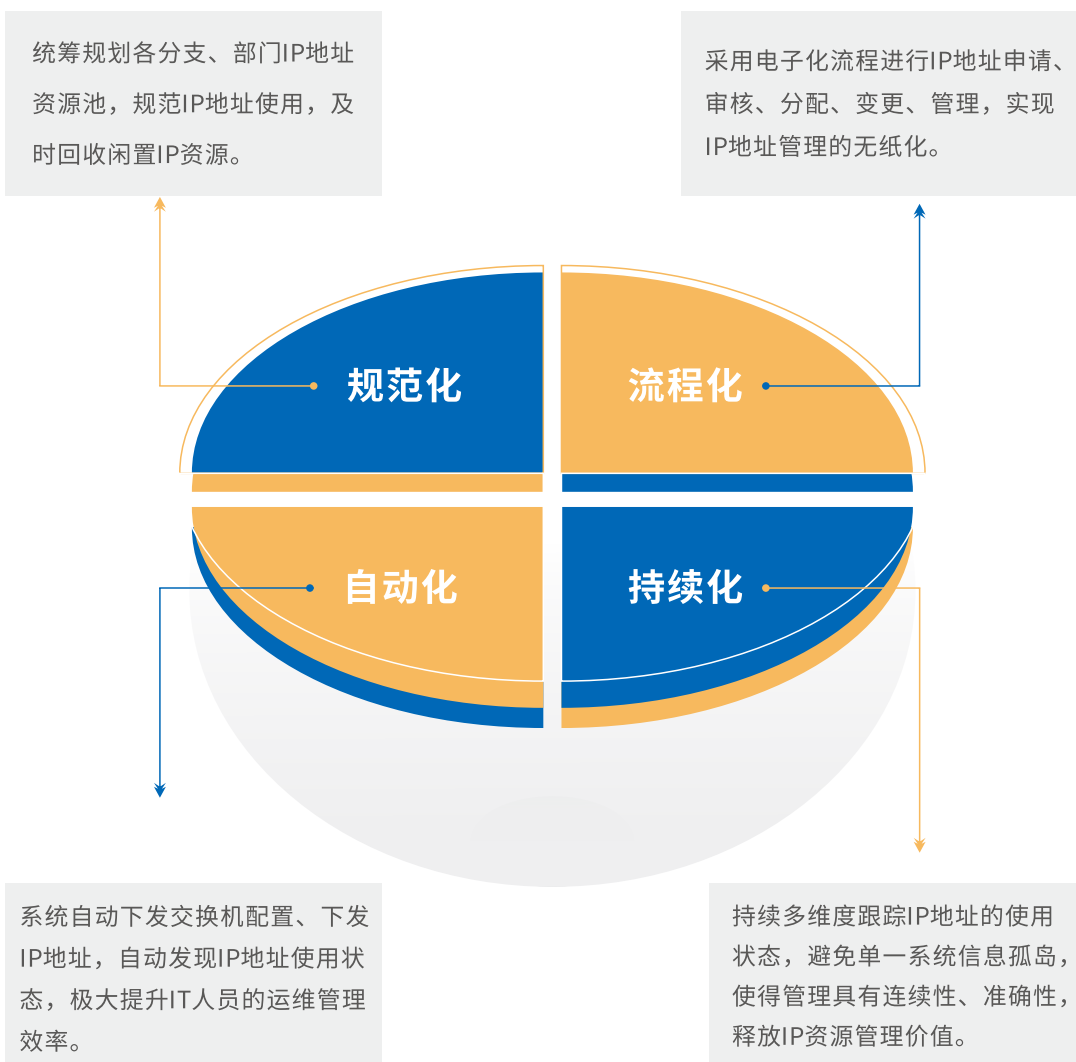 统筹规划各分支、部门IP地址
资源池，规范IP地址使用，及
时回收闲置IP资源。
采用电子化流程进行IP地址申请、
审核、分配、变更、管理，实现
IP地址管理的无纸化。
规范化
流程化
自动化
持续化
系统自动下发交换机配置、下发
IP地址，自动发现IP地址使用状
态，极大提升IT人员的运维管理
效率。
持续多维度跟踪IP地址的使用
状态，避免单一系统信息孤岛，
使得管理具有连续性、准确性，
释放IP资源管理价值。